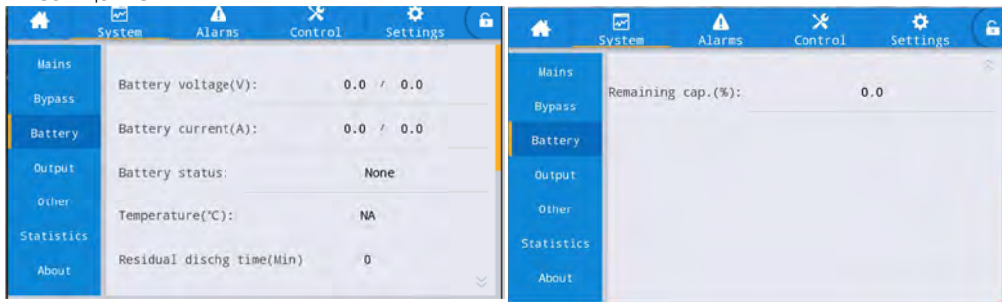 System Alarms Control Settings
Mains
Bypass
Battery
Output
Other
Statistics
About
Battery voltage(V): 0.0 / 0.0
Battery current(A): 0.0 / 0.0
Battery status: None
Temperature(℃): NA
Residual dischg time(Min) 0
System Alarms Control Settings
Mains
Bypass
Battery
Output
Other
Statistics
About
Remaining cap.(%): 0.0